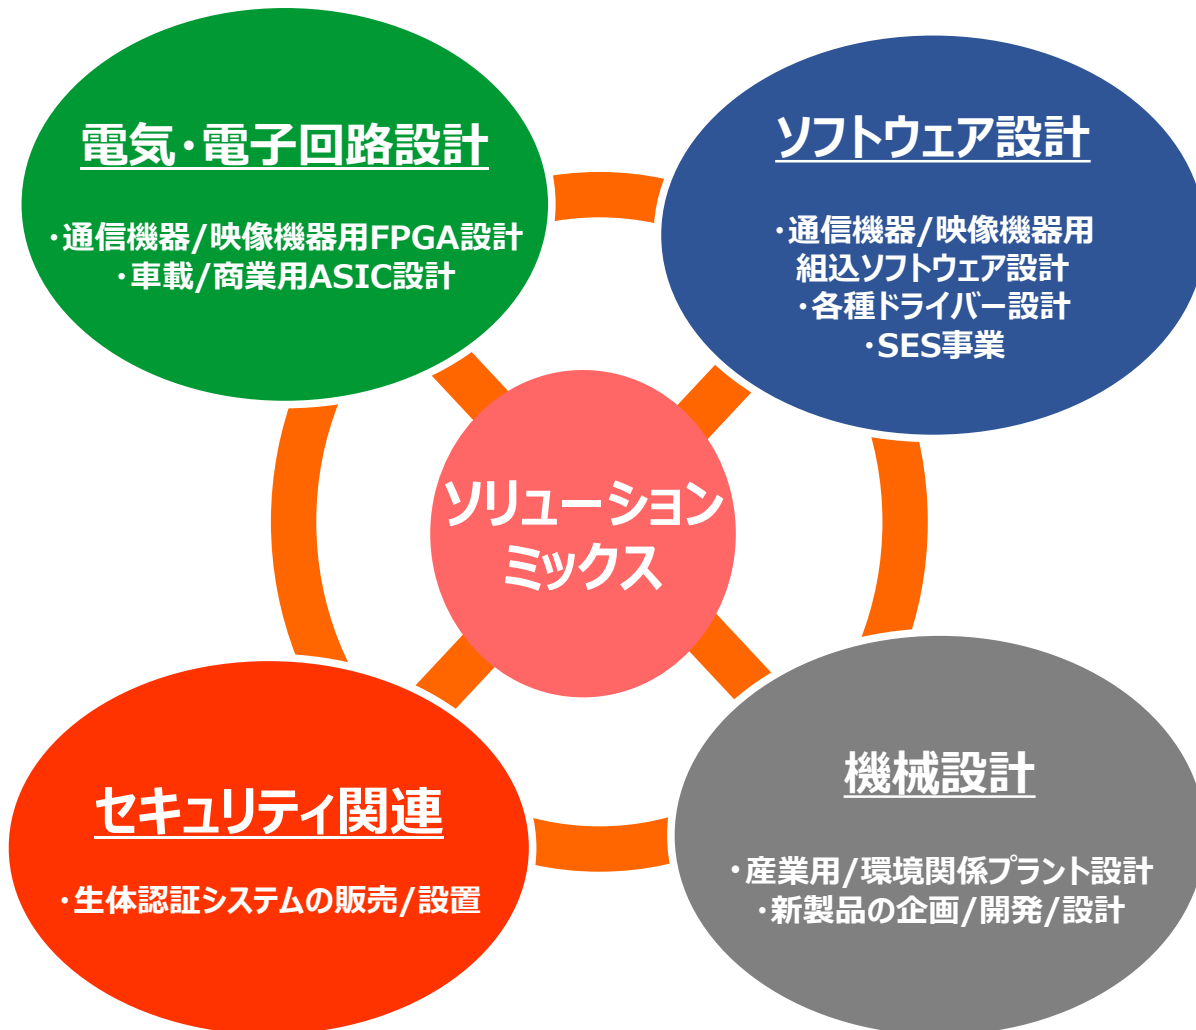 電気・電子回路設計
・通信機器/映像機器用FPGA設計
・車載/商業用ASIC設計
ソフトウェア設計
・通信機器/映像機器用
組込ソフトウェア設計
・各種ドライバー設計
・SES事業
ソリューション
ミックス
セキュリティ関連
・生体認証システムの販売/設置
機械設計
・産業用/環境関係プラント設計
・新製品の企画/開発/設計